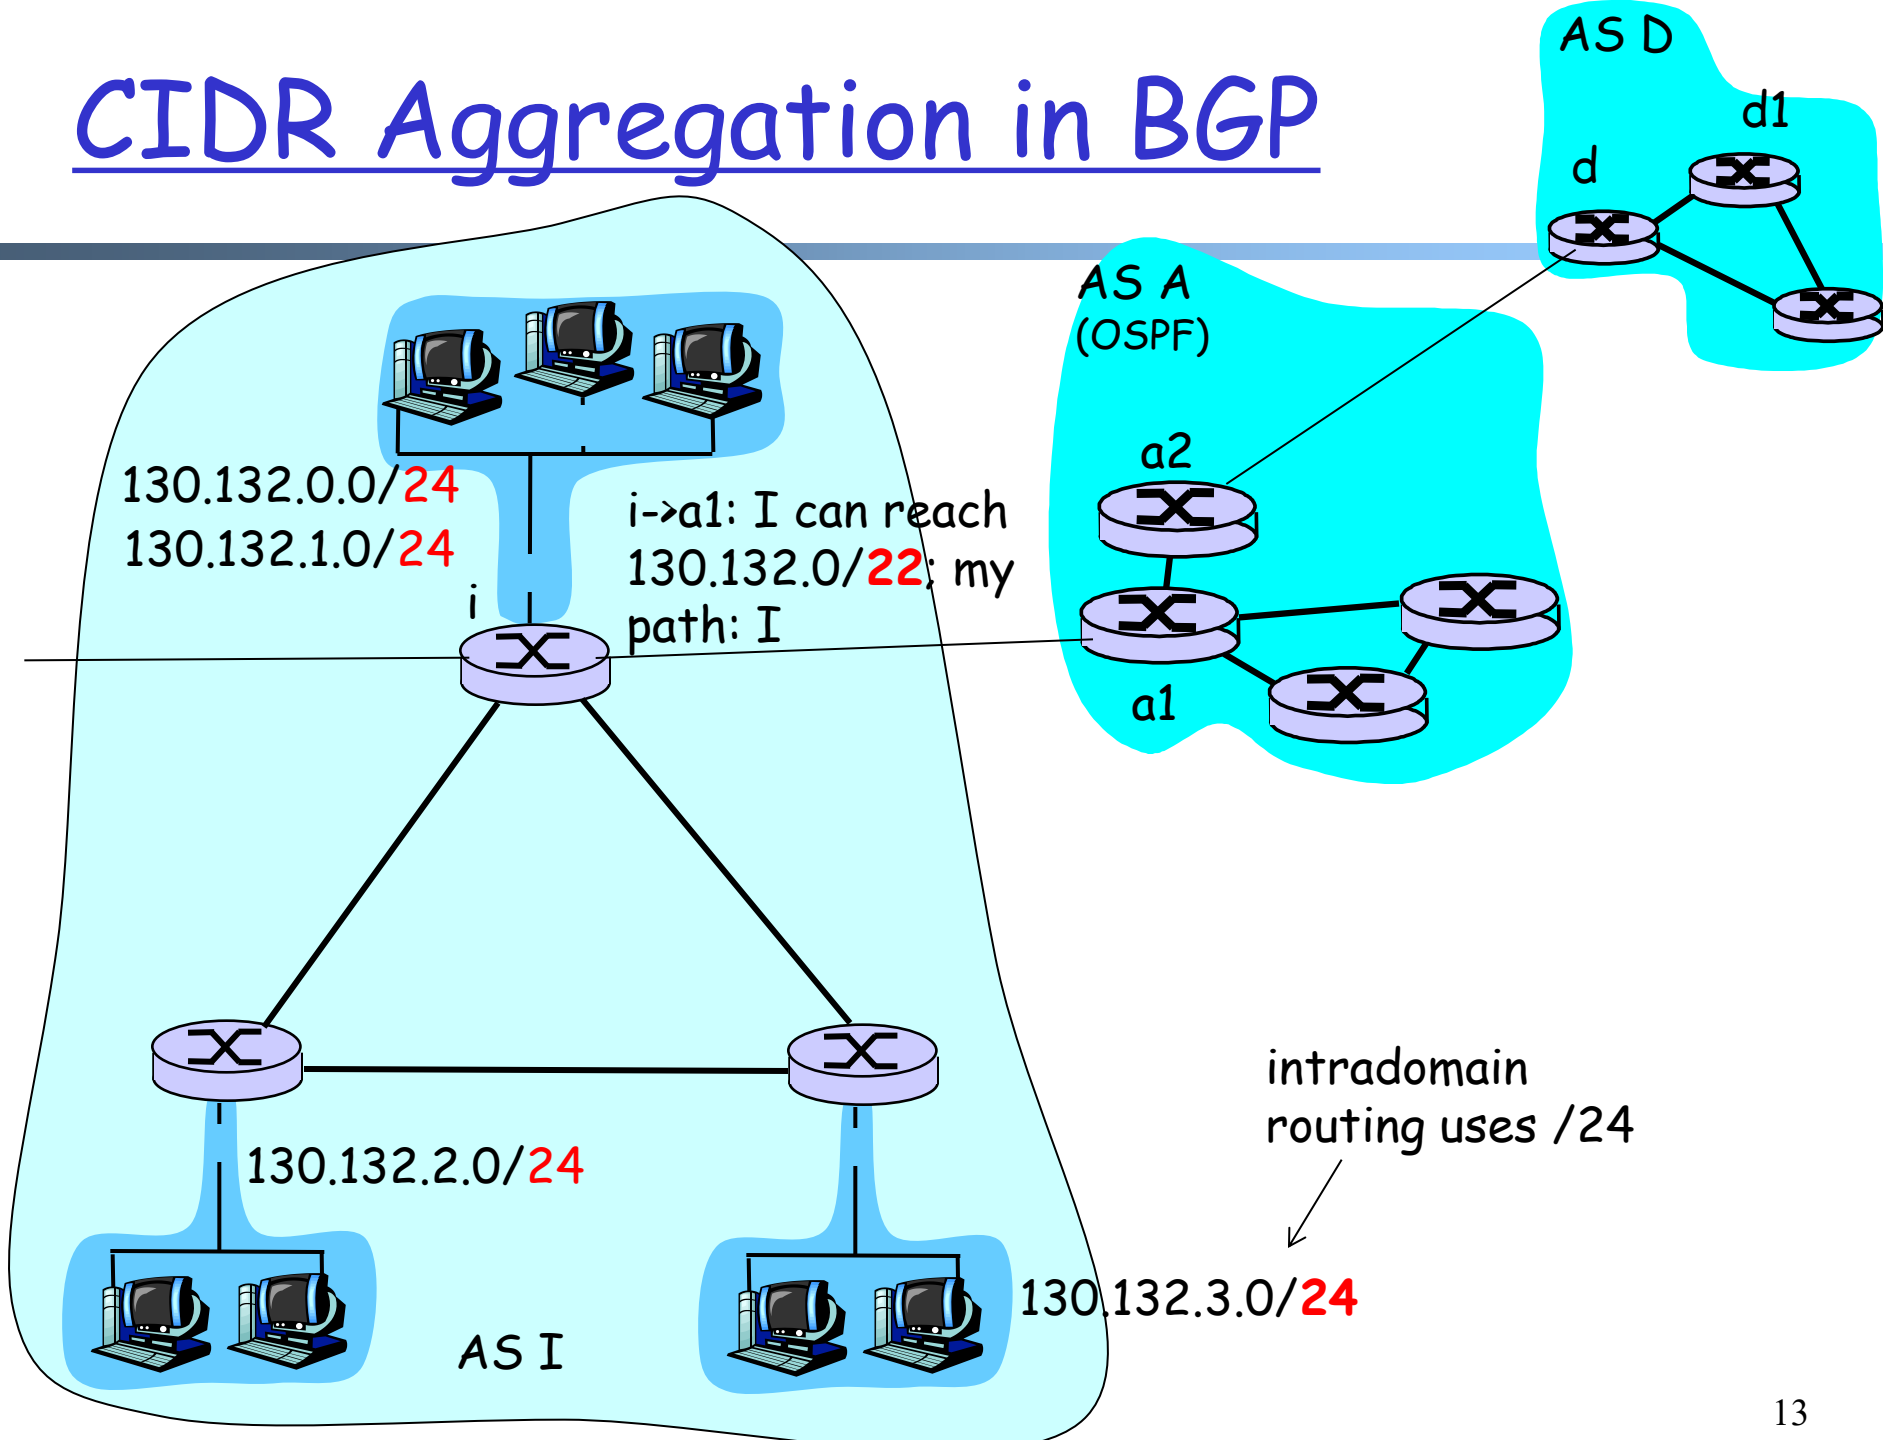 CIDR Aggregation in BGP
AS D
d1
d
AS A
(OSPF)
a2
130.132.0.0/24
130.132.1.0/24
i->a1: I can reach
130.132.0/22; my
path: I
i
a1
intradomain
routing uses /24
130.132.2.0/24
130.132.3.0/24
AS I
13